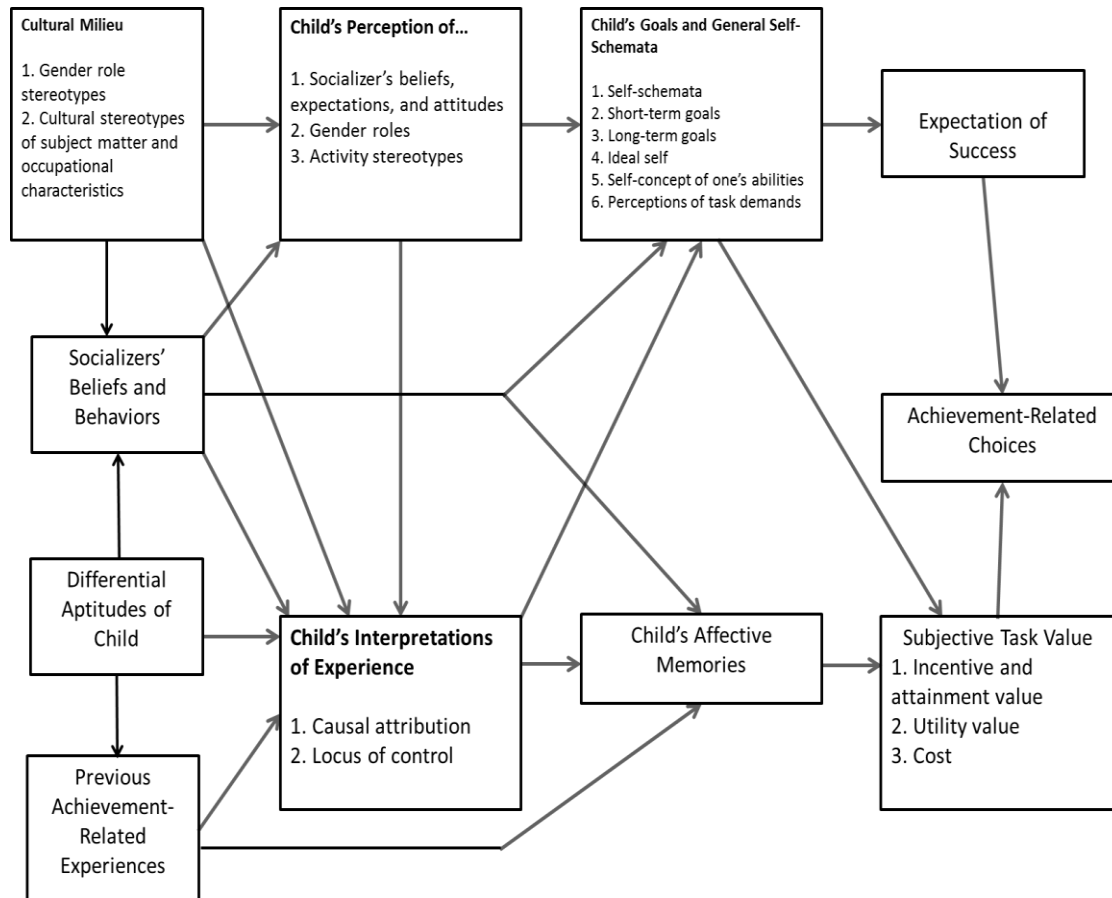 Cultural Milieu
1. Gender role
stereotypes
2. Cultural stereotypes
of subject matter and
occupational
characteristics
Child's Perception of...
1. Socializer's beliefs,
expectations, and attitudes
2. Gender roles
3. Activity stereotypes
Child's Goals and General Self-
Schemata
1. Self-schemata
2. Short-term goals
3. Long-term goals
4. Ideal self
5. Self-concept of one's abilities
6. Perceptions of task demands
Expectation of
Success
Socializers'
Beliefs and
Behaviors
Achievement-Related
Choices
Differential
Aptitudes of
Child
Child's Interpretations
of Experience
1. Causal attribution
2. Locus of control
Child's Affective
Memories
Subjective Task Value
1. Incentive and
attainment value
2. Utility value
3. Cost
Previous
Achievement-
Related
Experiences